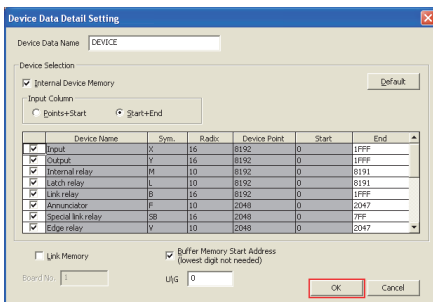 Device Data Detail Setting
Device Data Name DEVICE
Device Selection
Internal Device Memory
Default
Input Column
Points+Start Start+End
Device Name Sym. Radix Device Point Start End
Input X 16 8192 0 1FFF
Output Y 16 8192 0 1FFF
Internal relay M 10 8192 0 8191
Latch relay L 10 8192 0 8191
Link relay B 16 8192 0 1FFF
Annunciator F 10 2048 0 2047
Special link relay SB 16 2048 0 7FF
Edge relay V 10 2048 0 2047
Link Memory
Buffer Memory Start Address
(lowest digit not needed)
Board No. 1
U\G 0
OK Cancel